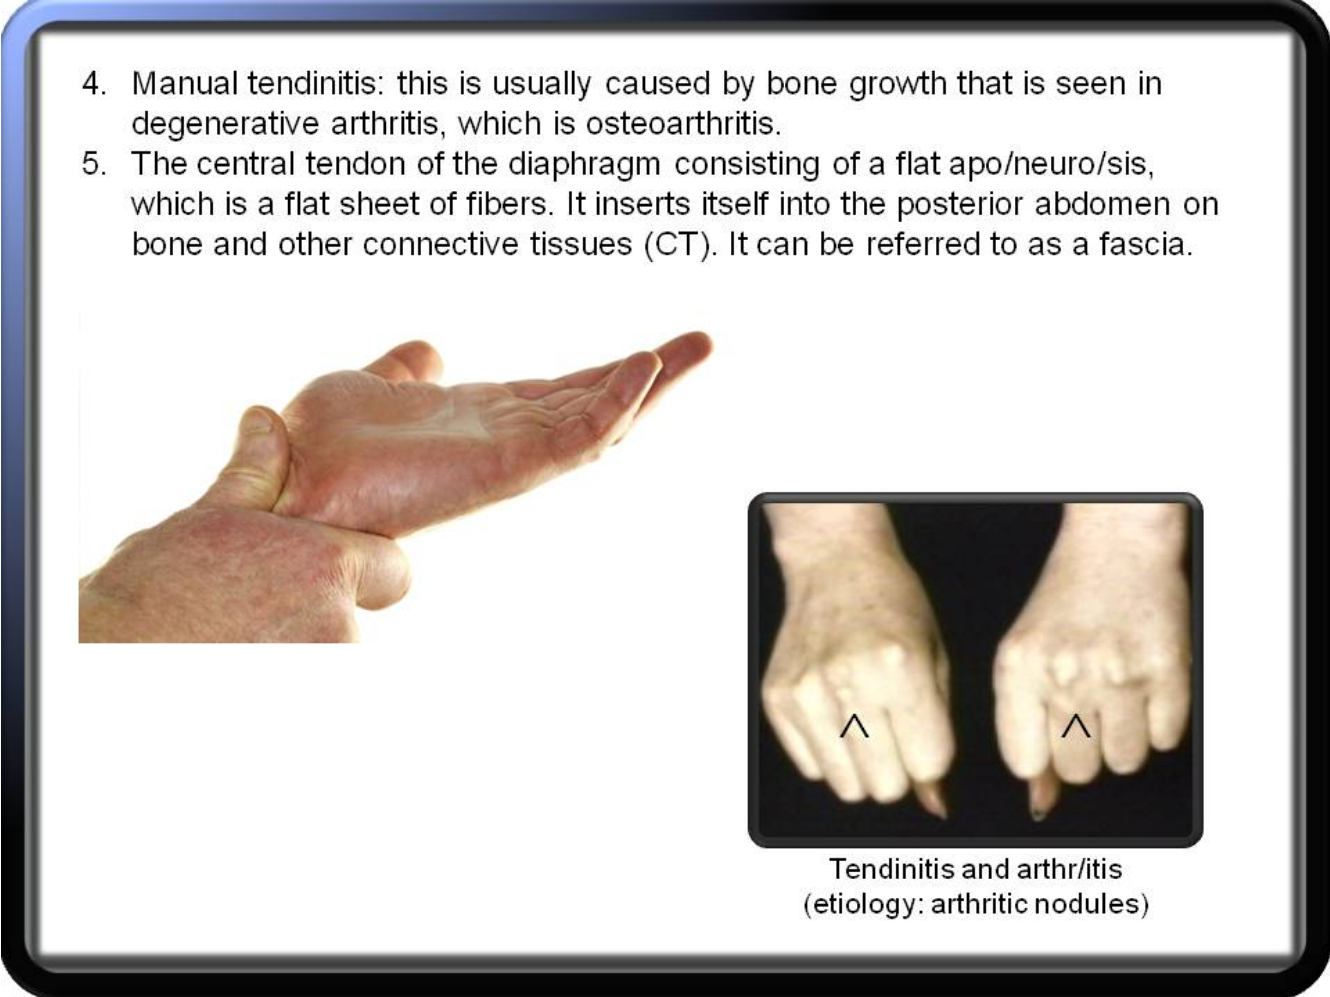 4. Manual tendinitis: this is usually caused by bone growth that is seen in
degenerative arthritis, which is osteoarthritis.
5. The central tendon of the diaphragm consisting of a flat apo/neuro/sis,
which is a flat sheet of fibers. It inserts itself into the posterior abdomen on
bone and other connective tissues (CT). It can be referred to as a fascia.
^ ^
Tendinitis and arthr/itis
(etiology: arthritic nodules)